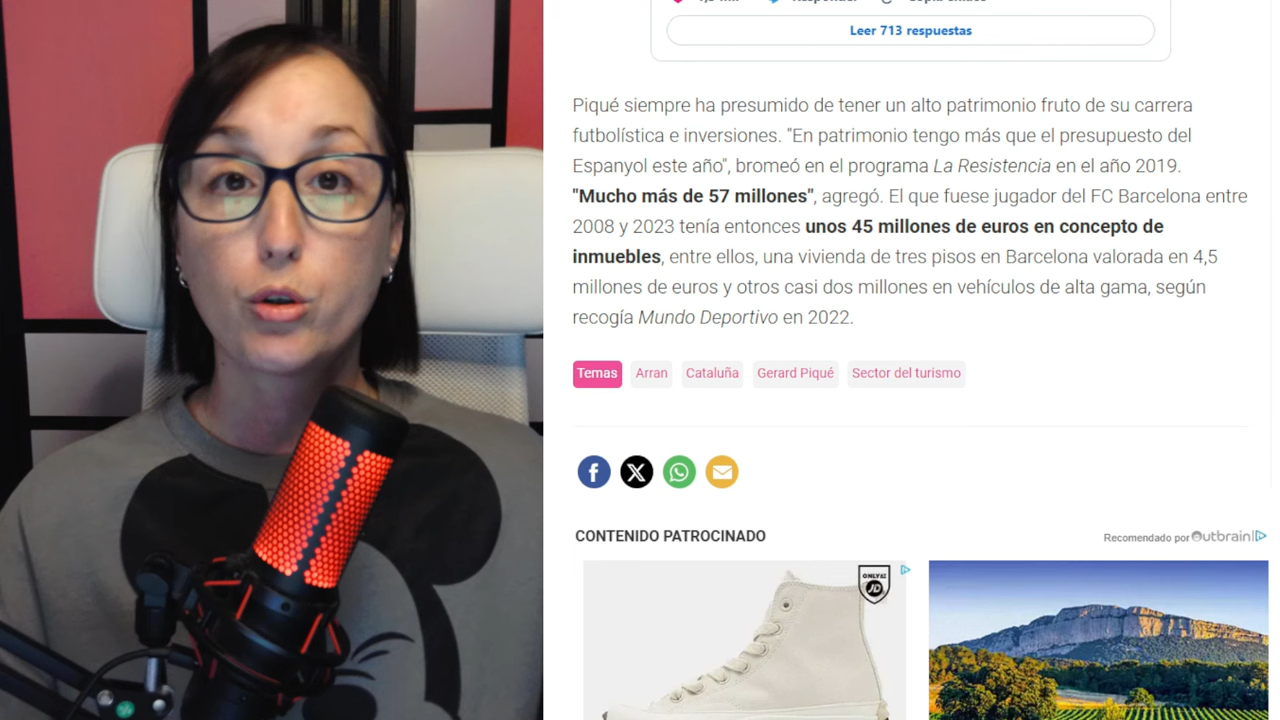 Leer 713 respuestas
Piqué siempre ha presumido de tener un alto patrimonio fruto de su carrera
futbolística e inversiones. "En patrimonio tengo más que el presupuesto del
Espanyol este año", bromeó en el programa La Resistencia en el año 2019.
"Mucho más de 57 millones", agregó. El que fuese jugador del FC Barcelona entre
2008 y 2023 tenía entonces unos 45 millones de euros en concepto de
inmuebles, entre ellos, una vivienda de tres pisos en Barcelona valorada en 4,5
millones de euros y otros casi dos millones en vehículos de alta gama, según
recogía Mundo Deportivo en 2022.
Temas Arran Cataluña Gerard Piqué Sector del turismo
CONTENIDO PATROCINADO
Recomendado por Outbrain
ONLY AT
JD